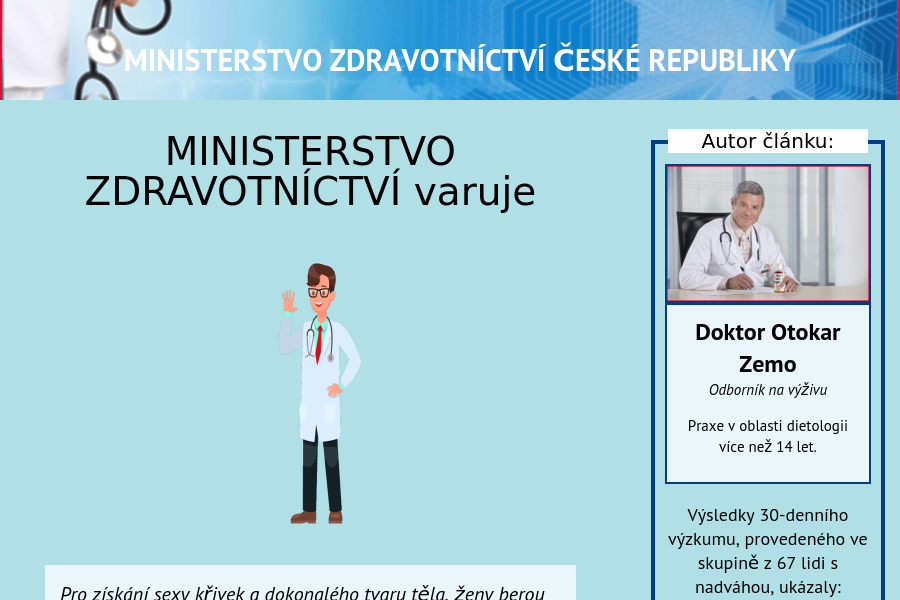 MINISTERSTVO ZDRAVOTNÍCTVÍ ČESKÉ REPUBLIKY
MINISTERSTVO
ZDRAVOTNÍCTVÍ varuje
Pro získání sexy křivek a dokonalého tvaru těla, ženy berou
Autor článku:
Doktor Otokar
Zemo
Odborník na výživu
Praxe v oblasti dietologii
více než 14 let.
Výsledky 30-denního
výzkumu, provedeného ve
skupině z 67 lidi s
nadváhou, ukázaly: